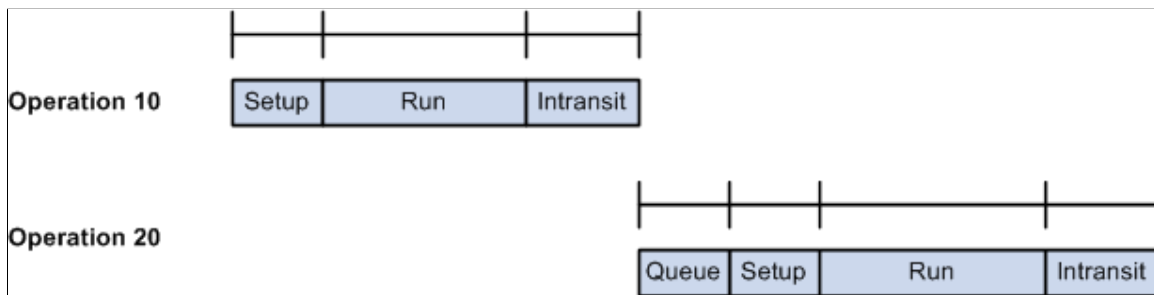 Operation 10
Setup Run Intransit
Operation 20
Queue Setup Run Intransit